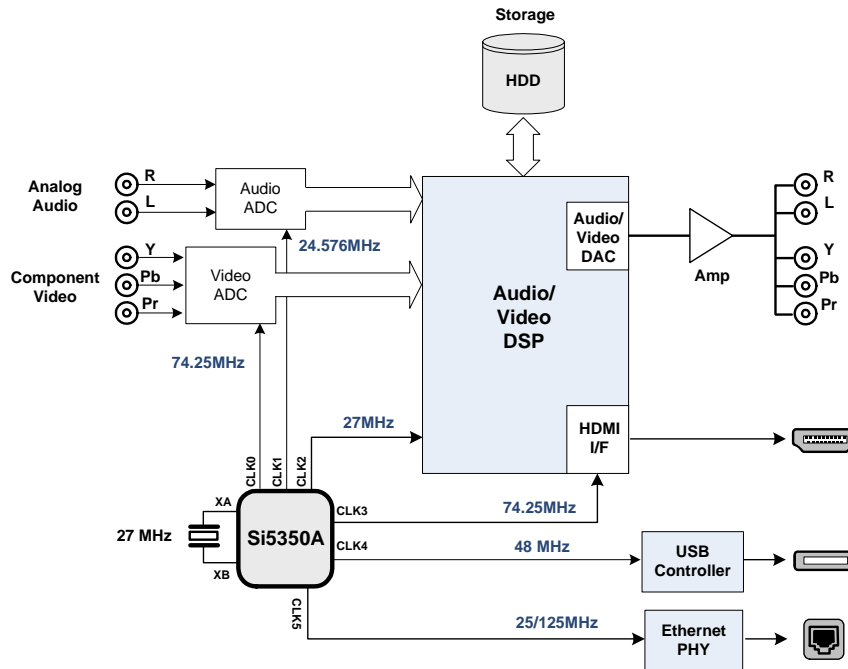 Storage
HDD
Analog
Audio
R
L
Audio
ADC
24.576MHz
Component
Video
Y
Pb
Pr
Video
ADC
74.25MHz
Audio/
Video
DSP
Audio/
Video
DAC
Amp
R
L
Y
Pb
Pr
27MHz
HDMI
I/F
CLK0
CLK1
CLK2
XA
27 MHz
XB
Si5350A
CLK3
74.25MHz
CLK4
48 MHz
USB
Controller
CLK5
25/125MHz
Ethernet
PHY